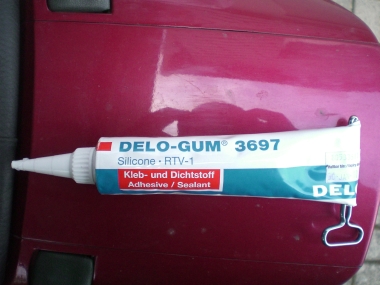 DELO-GUM® 3697
Silicone · RTV-1
Kleb- und Dichtstoff
Adhesive / Sealant
DELO